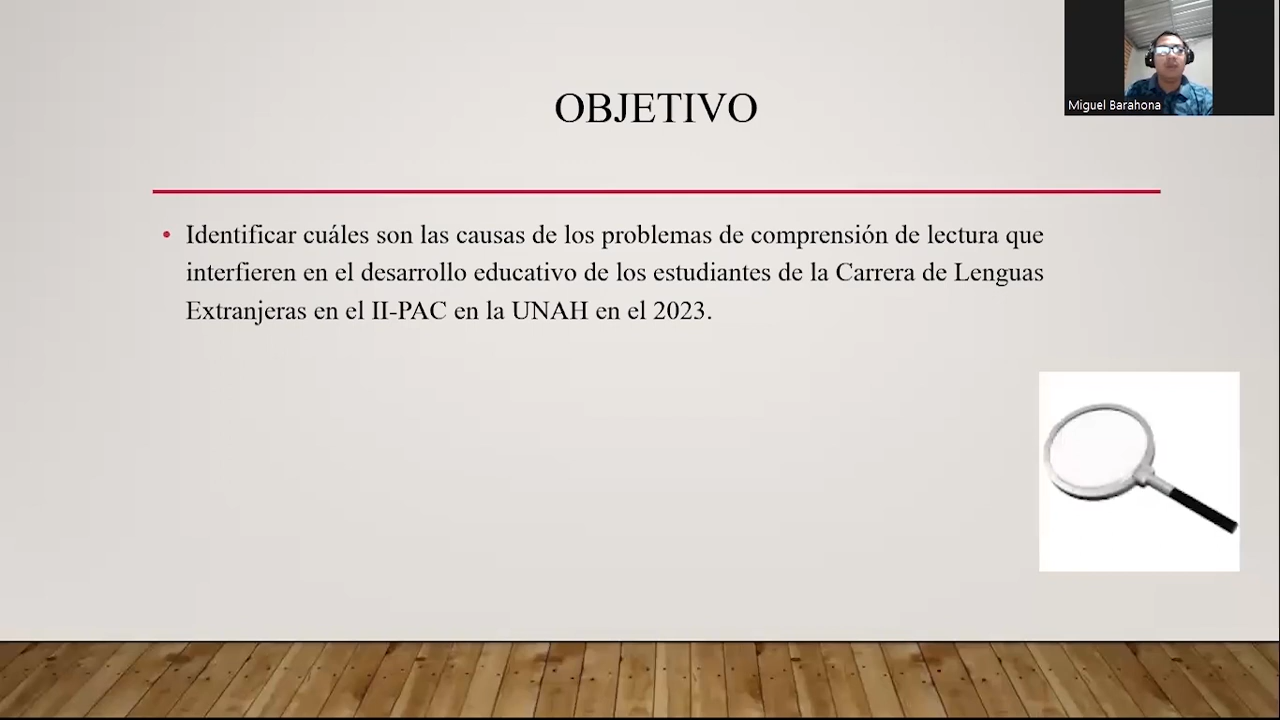 OBJETIVO
Miguel Barahona
• Identificar cuáles son las causas de los problemas de comprensión de lectura que
interfieren en el desarrollo educativo de los estudiantes de la Carrera de Lenguas
Extranjeras en el II-PAC en la UNAH en el 2023.